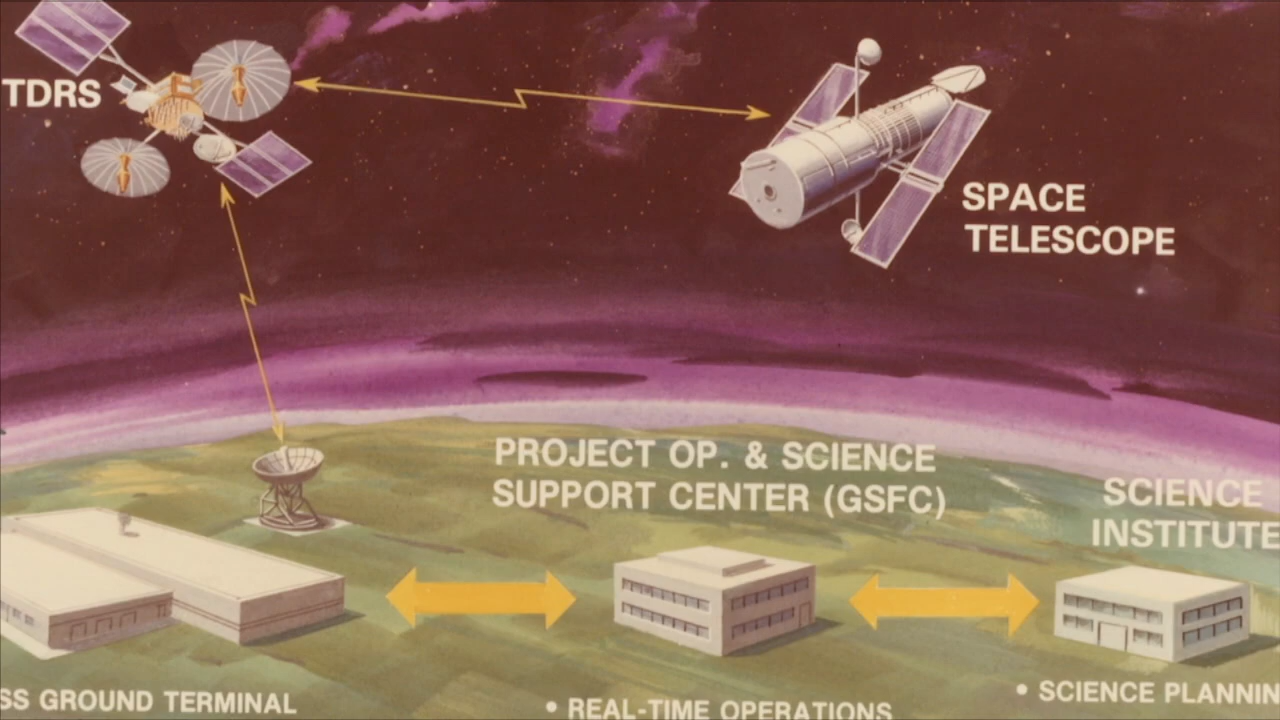 TDRS
SPACE
TELESCOPE
PROJECT OP. & SCIENCE
SUPPORT CENTER (GSFC)
SCIENCE
INSTITUTE
SS GROUND TERMINAL
• REAL-TIME OPERATIONS
• SCIENCE PLANNIN